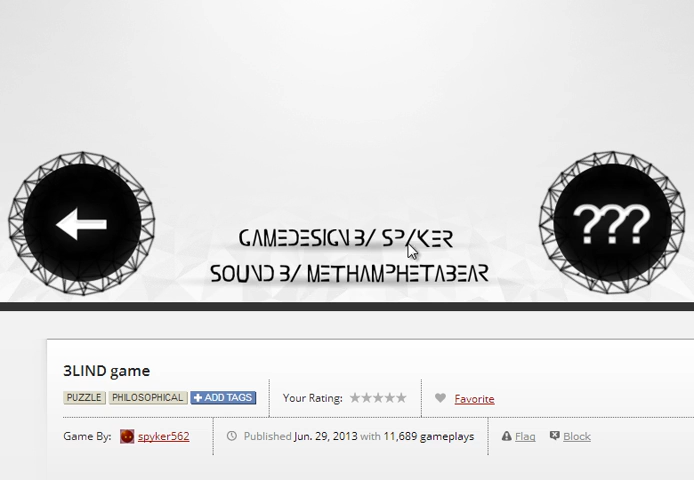 ???
GAMEDESIGN BY SPYKER
SOUND BY METHAMPHETABEAR
3LIND game
PUZZLE PHILOSOPHICAL + ADD TAGS Your Rating: Favorite
Game By: spyker562 Published Jun. 29, 2013 with 11,689 gameplays Flag Block